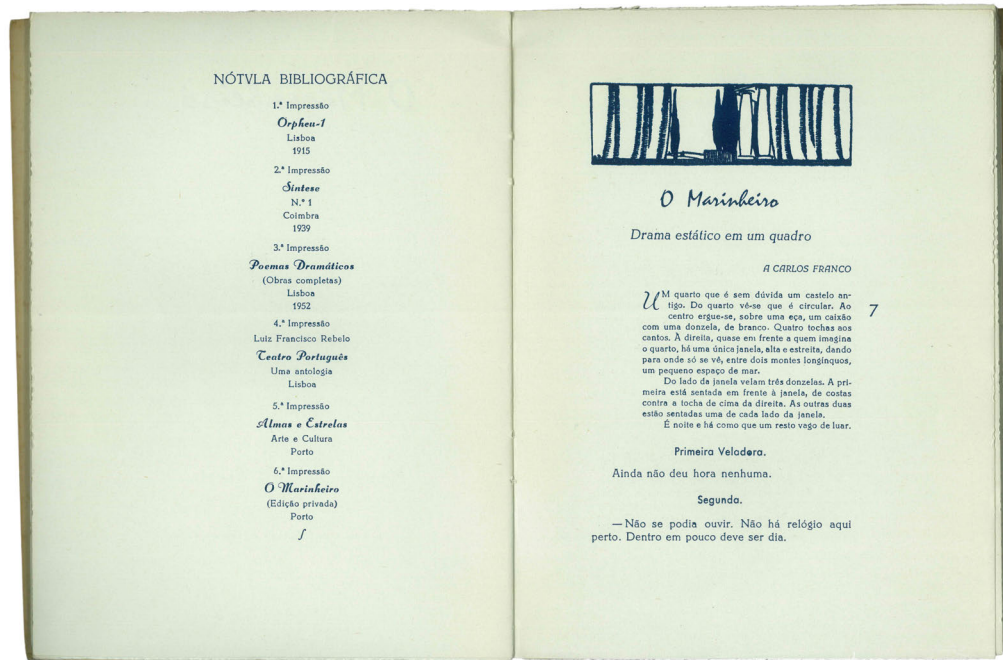 NÓTVLA BIBLIOGRÁFICA
1.ª Impressão
Orpheu-1
Lisboa
1915
2.ª Impressão
Síntese
N.º 1
Coimbra
1939
3.ª Impressão
Poemas Dramáticos
(Obras completas)
Lisboa
1952
4.ª Impressão
Luiz Francisco Rebelo
Teatro Português
Uma antologia
Lisboa
5.ª Impressão
Almas e Estrelas
Arte e Cultura
Porto
6.ª Impressão
O Marinheiro
(Edição privada)
Porto
O Marinheiro
Drama estático em um quadro
A CARLOS FRANCO
UM quarto que é sem dúvida um castelo an-
tigo. Do quarto vê-se que é circular. Ao
centro ergue-se, sobre uma eça, um caixão
com uma donzela, de branco. Quatro tochas aos
cantos. À direita, quase em frente a quem imagina
o quarto, há uma única janela, alta e estreita, dando
para onde só se vê, entre dois montes longínquos,
um pequeno espaço de mar.
Do lado da janela velam três donzelas. A pri-
meira está sentada em frente à janela, de costas
contra a tocha de cima da direita. As outras duas
estão sentadas uma de cada lado da janela.
É noite e há como que um resto vago de luar.
7
Primeira Veladora.
Ainda não deu hora nenhuma.
Segunda.
— Não se podia ouvir. Não há relógio aqui
perto. Dentro em pouco deve ser dia.